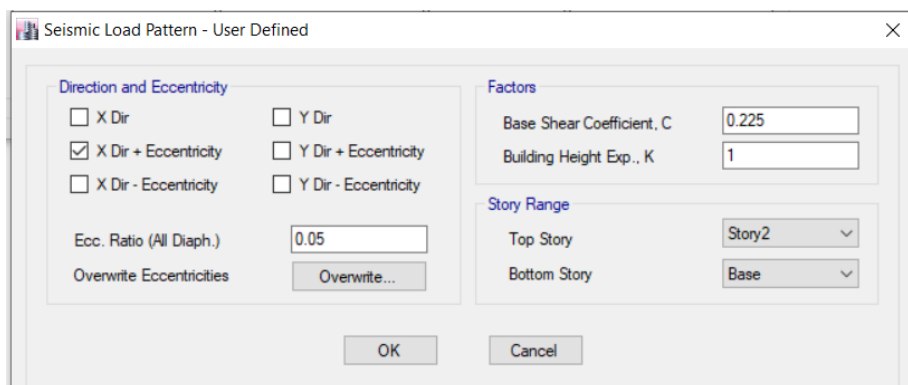 Seismic Load Pattern - User Defined
Direction and Eccentricity
X Dir
Y Dir
X Dir + Eccentricity
Y Dir + Eccentricity
X Dir - Eccentricity
Y Dir - Eccentricity
Ecc. Ratio (All Diaph.)
0.05
Overwrite Eccentricities
Overwrite...
Factors
Base Shear Coefficient, C
0.225
Building Height Exp., K
1
Story Range
Top Story
Story2
Bottom Story
Base
OK
Cancel